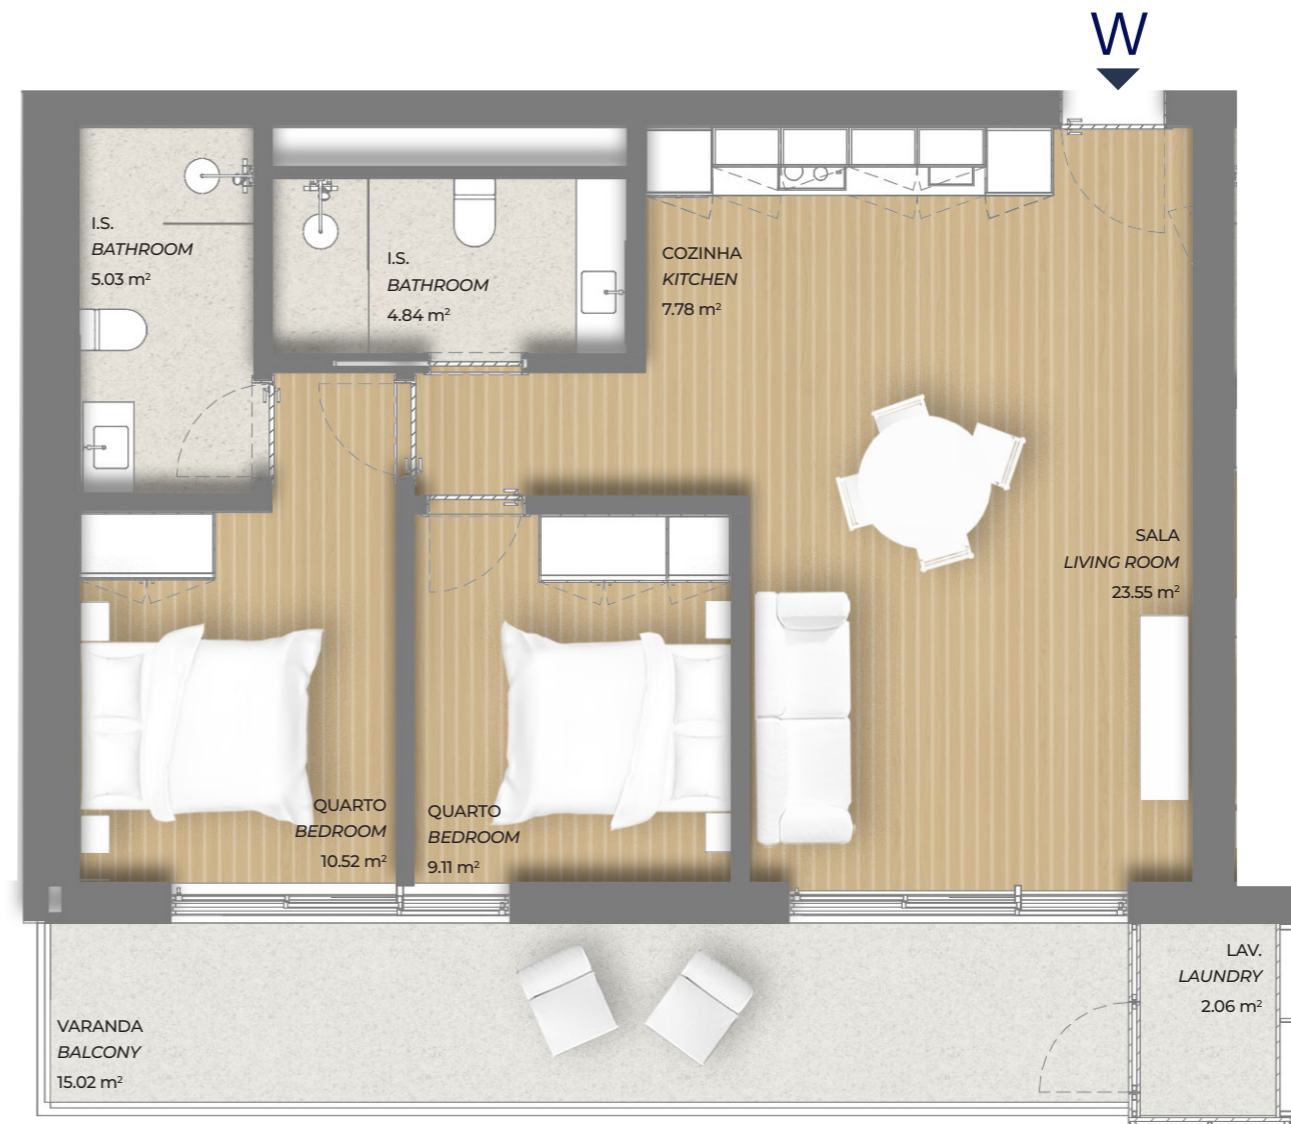 W
I.S.
BATHROOM
5.03 m²
I.S.
BATHROOM
4.84 m²
COZINHA
KITCHEN
7.78 m²
SALA
LIVING ROOM
23.55 m²
QUARTO
BEDROOM
10.52 m²
QUARTO
BEDROOM
9.11 m²
LAV.
LAUNDRY
2.06 m²
VARANDA
BALCONY
15.02 m²